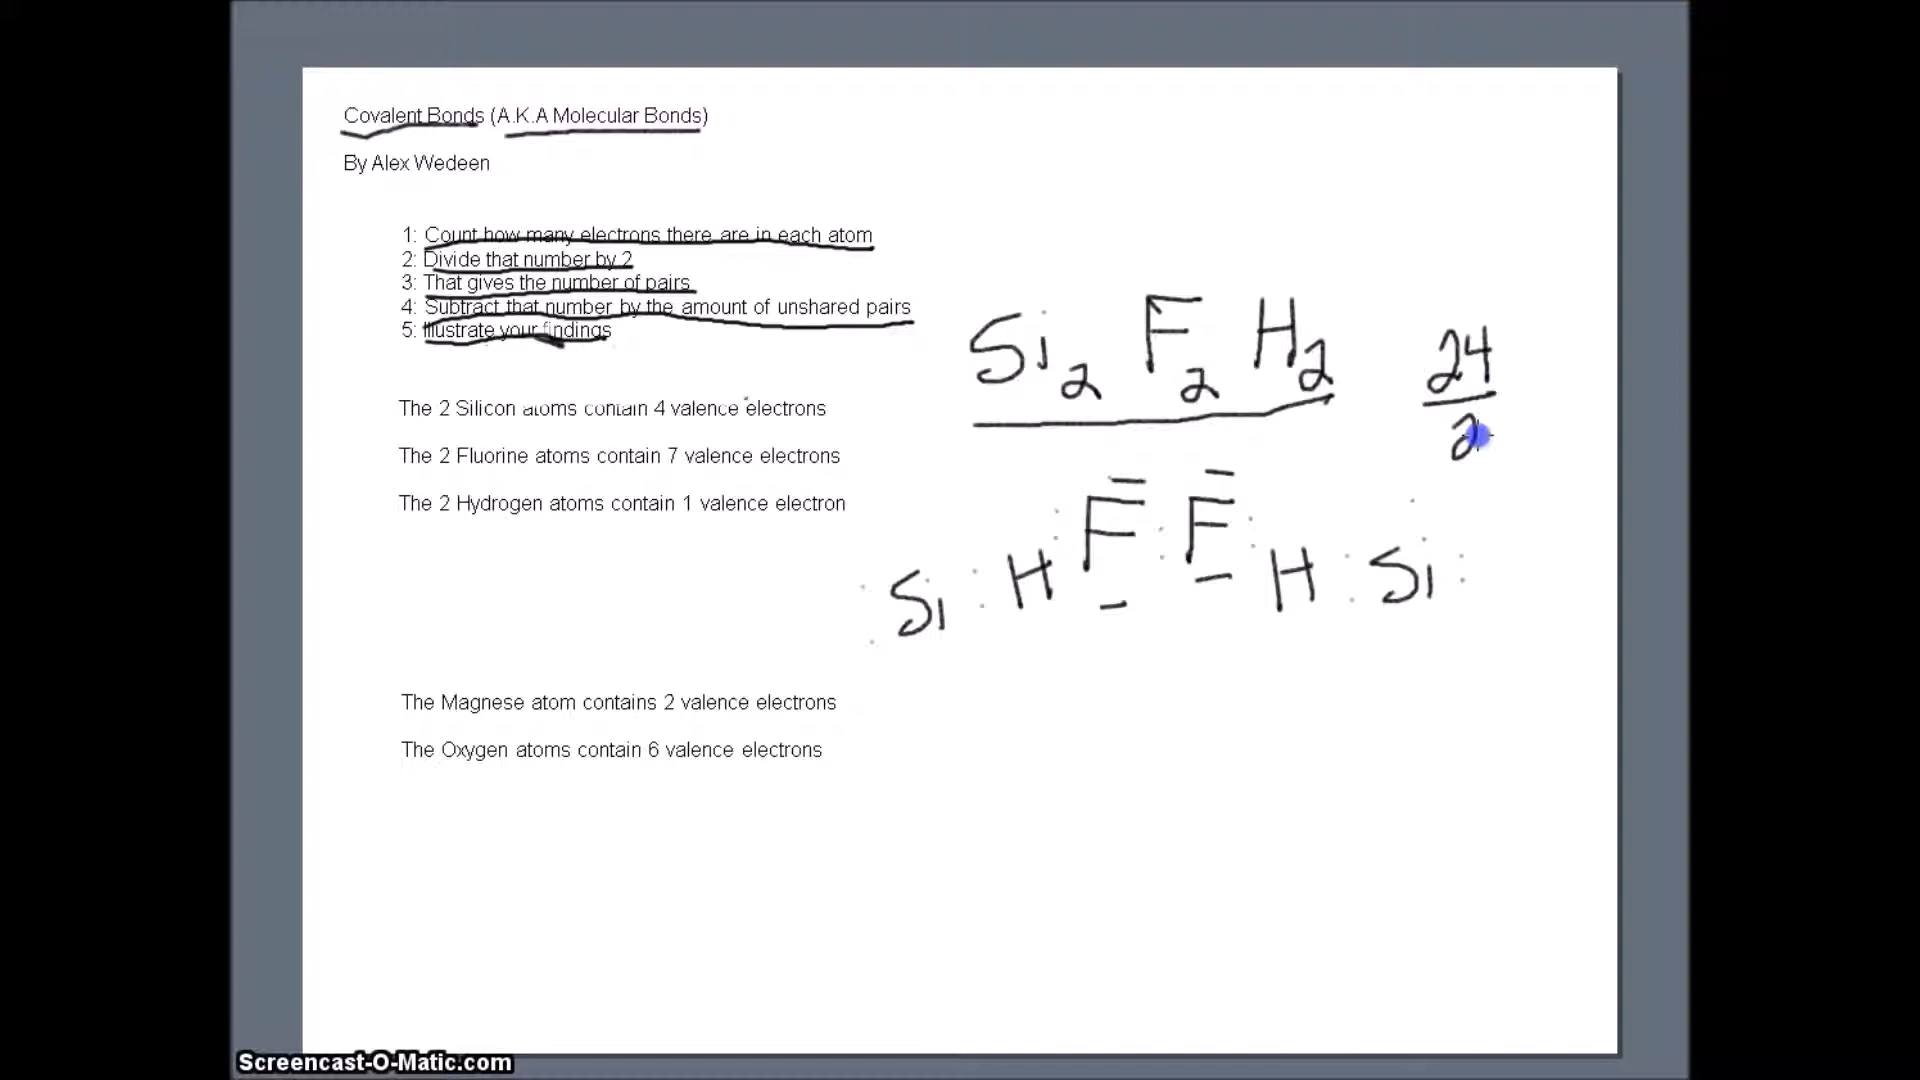 Covalent Bonds (A.K.A Molecular Bonds)
By Alex Wedeen
1: Count how many electrons there are in each atom
2: Divide that number by 2
3: That gives the number of pairs
4: Subtract that number by the amount of unshared pairs
5: Illustrate your findings
Si2 F2 H2
24
2
The 2 Silicon atoms contain 4 valence electrons
The 2 Fluorine atoms contain 7 valence electrons
The 2 Hydrogen atoms contain 1 valence electron
Si : H : F : F : H : Si :
The Magnese atom contains 2 valence electrons
The Oxygen atoms contain 6 valence electrons
Screencast-O-Matic.com